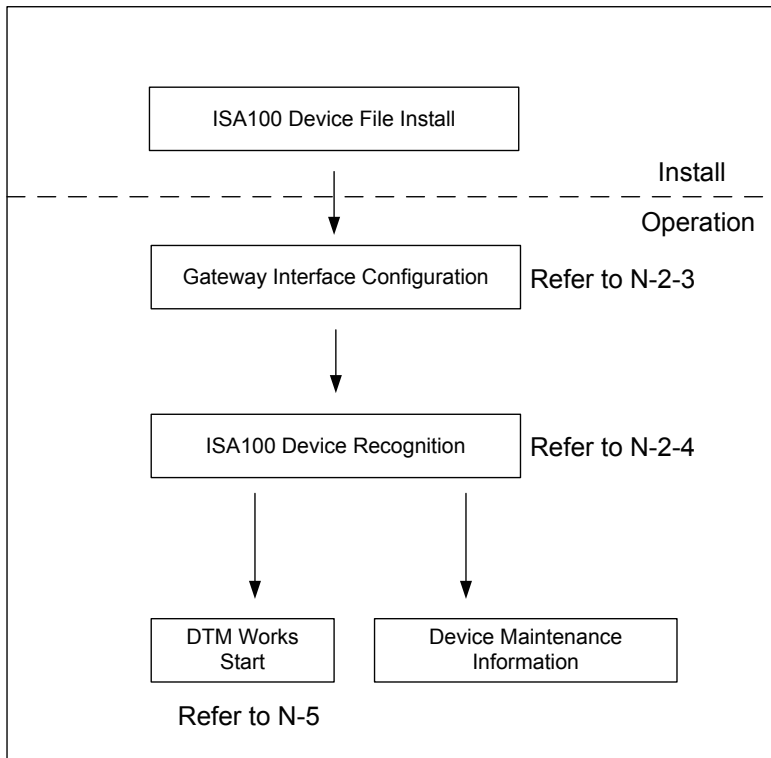 ISA100 Device File Install
Install
Operation
Gateway Interface Configuration
Refer to N-2-3
ISA100 Device Recognition
Refer to N-2-4
DTM Works
Start
Device Maintenance
Information
Refer to N-5